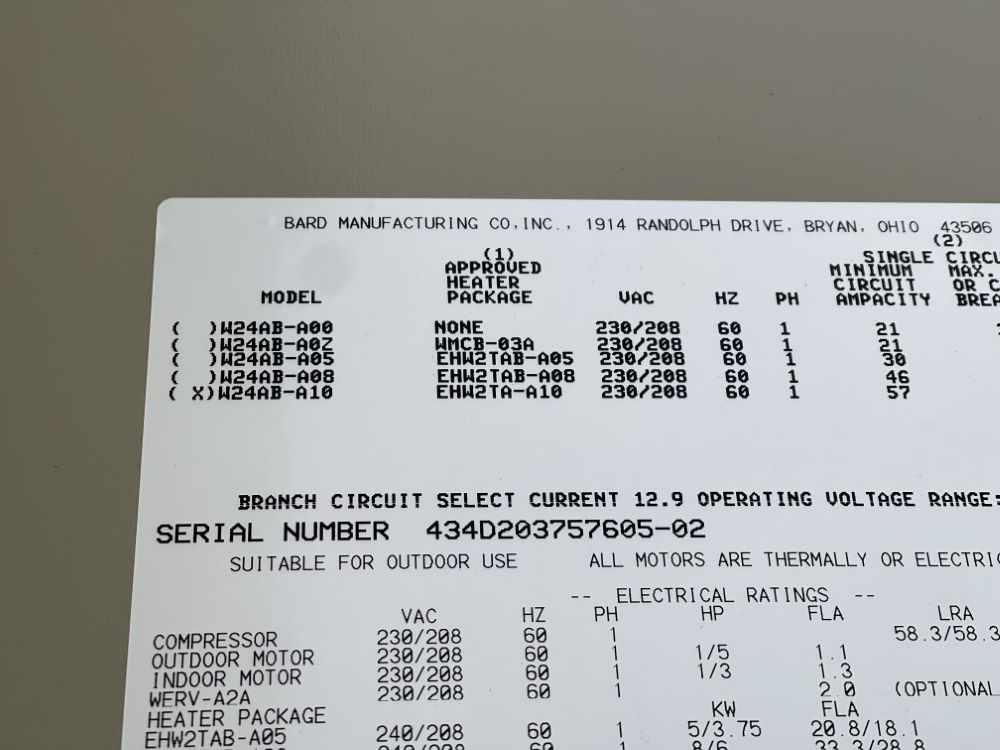 BARD MANUFACTURING CO,INC., 1914 RANDOLPH DRIVE, BRYAN, OHIO 43506
(1) (2)
APPROVED SINGLE CIRCU
HEATER MINIMUM MAX.
PACKAGE CIRCUIT OR C
MODEL VAC HZ PH AMPACITY BREA
( )W24AB-A00 NONE 230/208 60 1 21
( )W24AB-A0Z WMCB-03A 230/208 60 1 21
( )W24AB-A05 EHW2TAB-A05 230/208 60 1 30
( )W24AB-A08 EHW2TAB-A08 230/208 60 1 46
( X)W24AB-A10 EHW2TA-A10 230/208 60 1 57
BRANCH CIRCUIT SELECT CURRENT 12.9 OPERATING VOLTAGE RANGE:
SERIAL NUMBER 434D203757605-02
SUITABLE FOR OUTDOOR USE ALL MOTORS ARE THERMALLY OR ELECTRI
-- ELECTRICAL RATINGS --
VAC HZ PH HP FLA LRA
COMPRESSOR 230/208 60 1 58.3/58.3
OUTDOOR MOTOR 230/208 60 1 1/5 1.1
INDOOR MOTOR 230/208 60 1 1/3 1.3
WERV-A2A 230/208 60 1 2.0 (OPTIONAL
HEATER PACKAGE KW FLA
EHW2TAB-A05 240/208 60 1 5/3.75 20.8/18.1